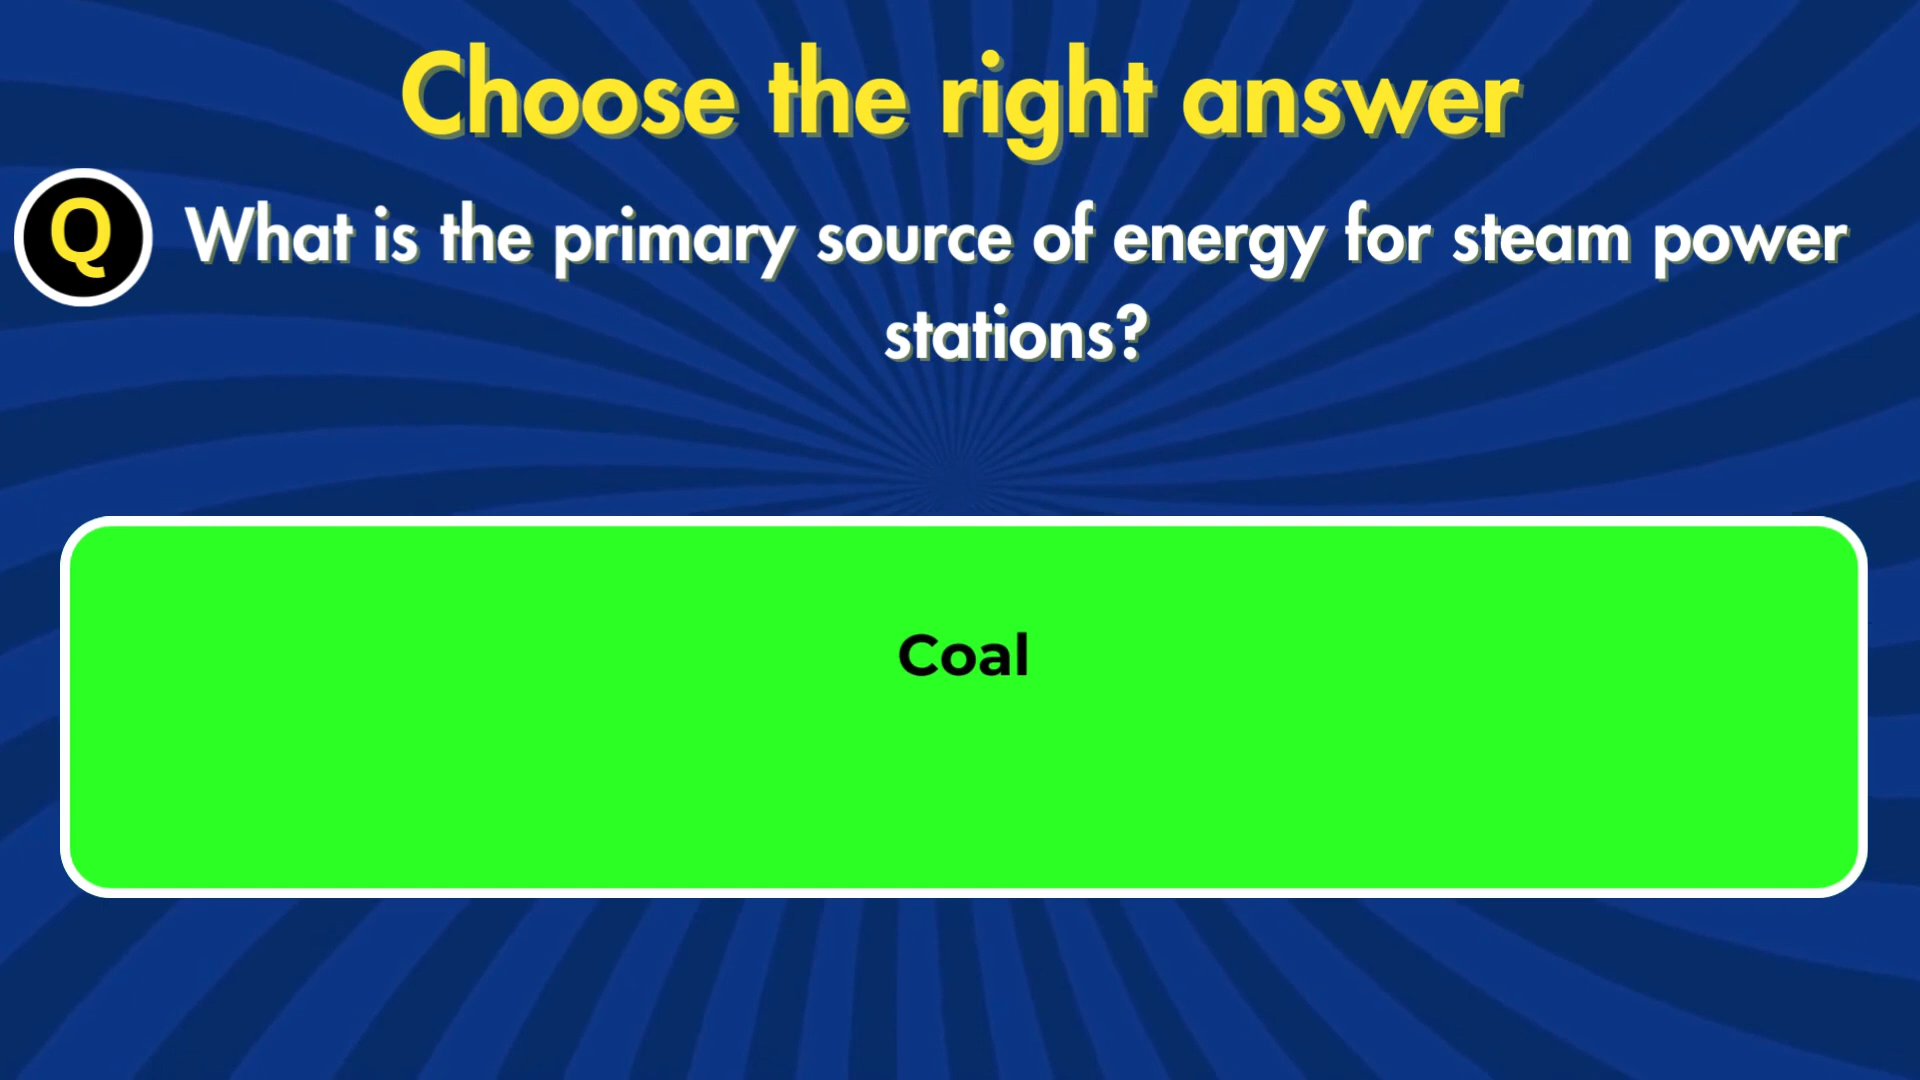 Choose the right answer
Q What is the primary source of energy for steam power
stations?
Coal